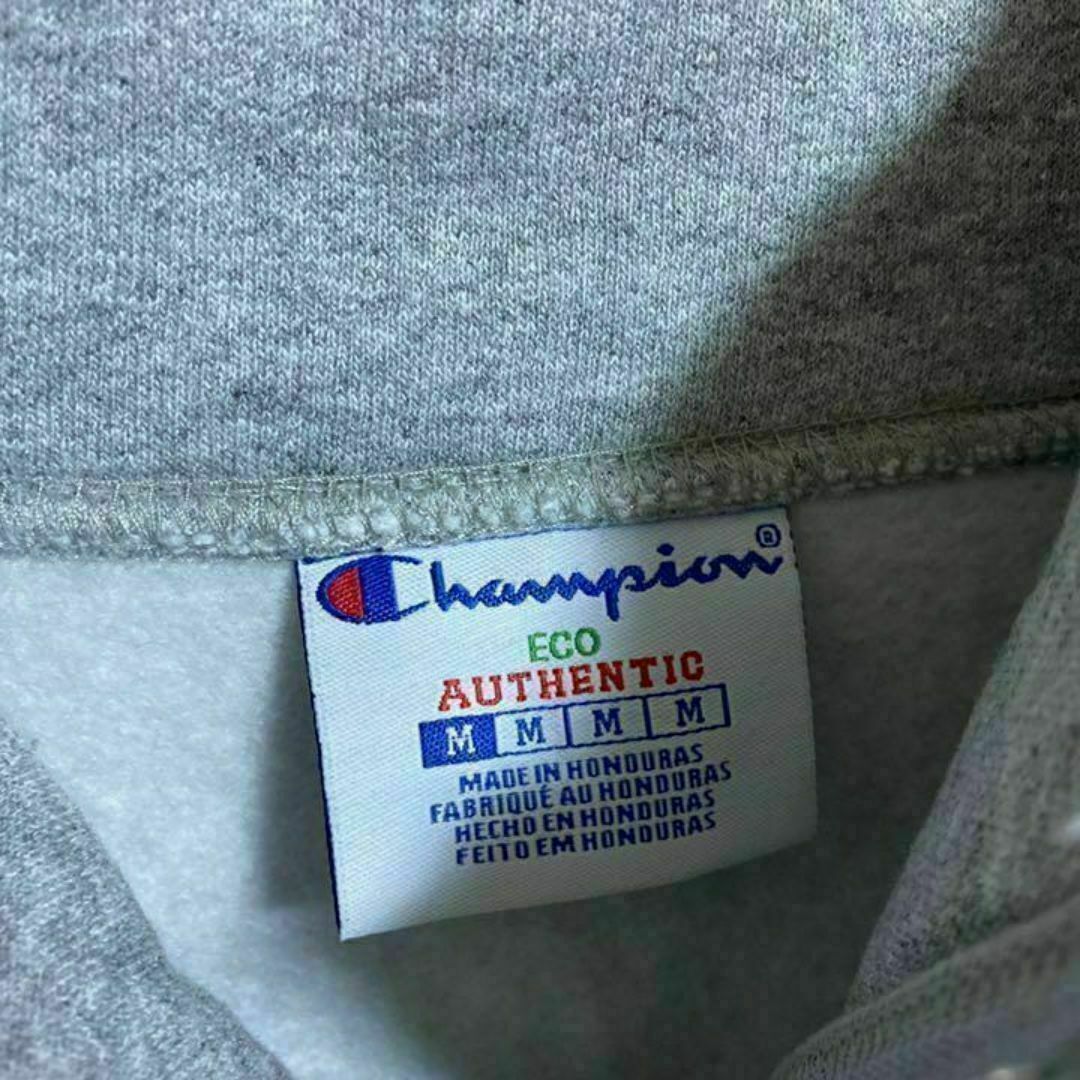 Champion®
ECO
AUTHENTIC
M M M M
MADE IN HONDURAS
FABRIQUÉ AU HONDURAS
HECHO EN HONDURAS
FEITO EM HONDURAS